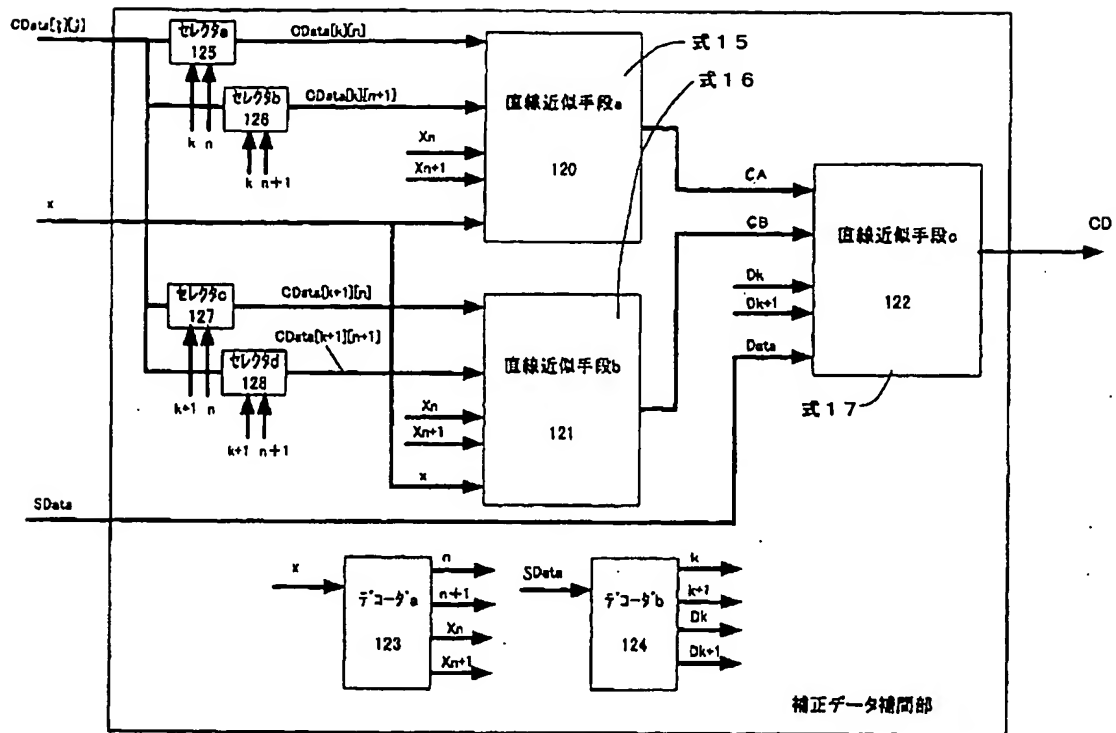 CData[i][j]
セレクタa
125
CData[k][n]
k n
セレクタb
126
CData[k][n+1]
k n+1
Xn
Xn+1
直線近似手段a
120
式15
式16
x
CA
CB
Dk
Dk+1
Data
直線近似手段c
122
CD
式17
セレクタc
127
CData[k+1][n]
k+1 n
セレクタd
128
CData[k+1][n+1]
k+1 n+1
Xn
Xn+1
x
直線近似手段b
121
SData
x
デコーダa
123
n
n+1
Xn
Xn+1
SData
デコーダb
124
k
k+1
Dk
Dk+1
補正データ補間部